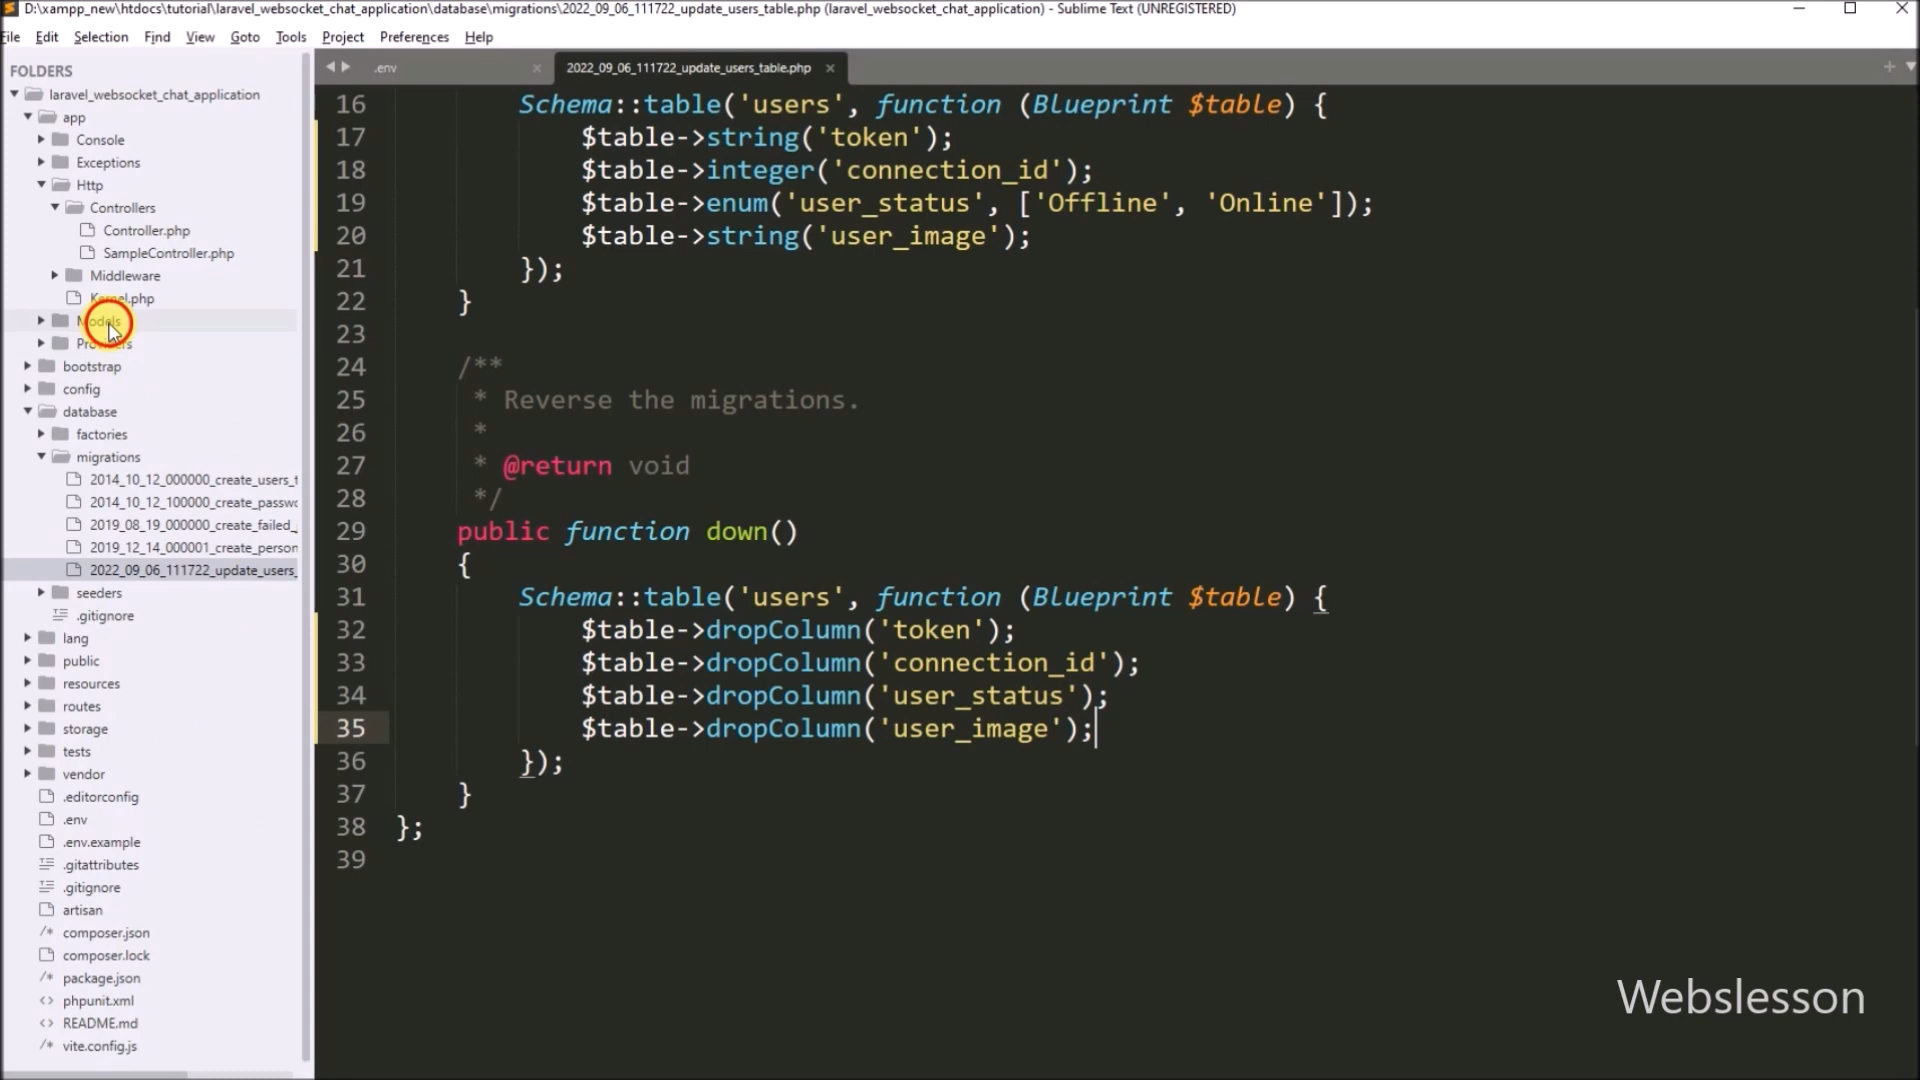 D:\xampp_new\htdocs\tutorial\laravel_websocket_chat_application\database\migrations\2022_09_06_111722_update_users_table.php (laravel_websocket_chat_application) - Sublime Text (UNREGISTERED)
File Edit Selection Find View Goto Tools Project Preferences Help
FOLDERS
laravel_websocket_chat_application
app
Console
Exceptions
Http
Controllers
Controller.php
SampleController.php
Middleware
Kernel.php
Models
Providers
bootstrap
config
database
factories
migrations
2014_10_12_000000_create_users_t
2014_10_12_100000_create_passwo
2019_08_19_000000_create_failed_
2019_12_14_000001_create_person
2022_09_06_111722_update_users_
seeders
.gitignore
lang
public
resources
routes
storage
tests
vendor
.editorconfig
.env
.env.example
.gitattributes
.gitignore
artisan
composer.json
composer.lock
package.json
phpunit.xml
README.md
vite.config.js
.env
2022_09_06_111722_update_users_table.php
16 Schema::table('users', function (Blueprint $table) {
17 $table->string('token');
18 $table->integer('connection_id');
19 $table->enum('user_status', ['Offline', 'Online']);
20 $table->string('user_image');
21 });
22 }
23
24 /**
25 * Reverse the migrations.
26 *
27 * @return void
28 */
29 public function down()
30 {
31 Schema::table('users', function (Blueprint $table) {
32 $table->dropColumn('token');
33 $table->dropColumn('connection_id');
34 $table->dropColumn('user_status');
35 $table->dropColumn('user_image');
36 });
37 }
38 };
39
Webslesson